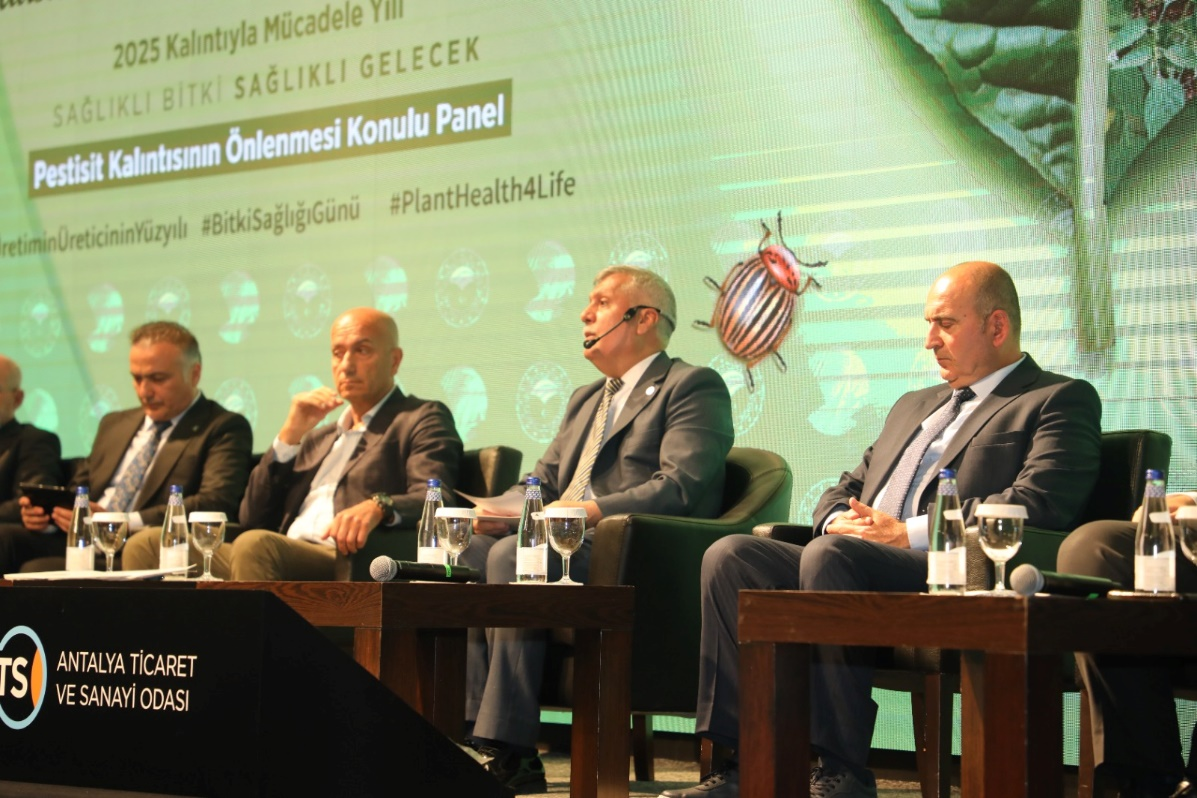 2025 Kalıntıyla Mücadele Yılı
SAĞLIKLI BİTKİ SAĞLIKLI GELECEK
Pestisit Kalıntısının Önlenmesi Konulu Panel
retiminÜreticininYüzyılı #BitkiSağlığıGünü #PlantHealth4Life
TS
ANTALYA TİCARET
VE SANAYİ ODASI